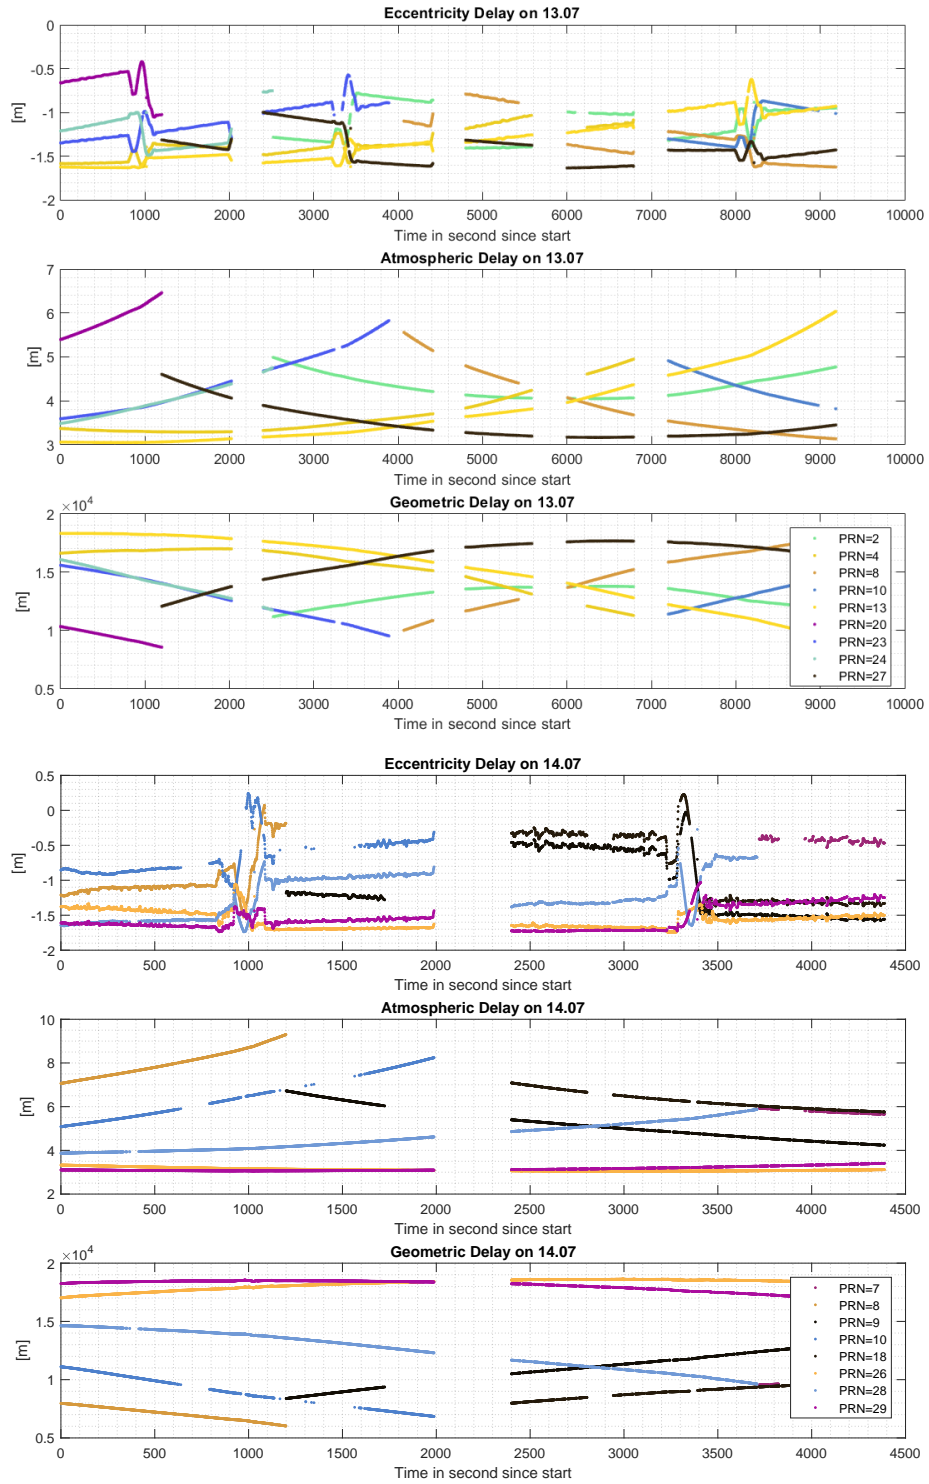 Eccentricity Delay on 13.07
0
-0.5
-1
-1.5
-2
[m]
0 1000 2000 3000 4000 5000 6000 7000 8000 9000 10000
Time in second since start
Atmospheric Delay on 13.07
7
6
5
4
3
[m]
0 1000 2000 3000 4000 5000 6000 7000 8000 9000 10000
Time in second since start
×10⁴
Geometric Delay on 13.07
2
1.5
1
0.5
[m]
PRN=2
PRN=4
PRN=8
PRN=10
PRN=13
PRN=20
PRN=23
PRN=24
PRN=27
0 1000 2000 3000 4000 5000 6000 7000 8000 9000 10000
Time in second since start
Eccentricity Delay on 14.07
0.5
0
-0.5
-1
-1.5
-2
[m]
0 500 1000 1500 2000 2500 3000 3500 4000 4500
Time in second since start
Atmospheric Delay on 14.07
10
8
6
4
2
[m]
0 500 1000 1500 2000 2500 3000 3500 4000 4500
Time in second since start
×10⁴
Geometric Delay on 14.07
2
1.5
1
0.5
[m]
PRN=7
PRN=8
PRN=9
PRN=10
PRN=18
PRN=26
PRN=28
PRN=29
0 500 1000 1500 2000 2500 3000 3500 4000 4500
Time in second since start